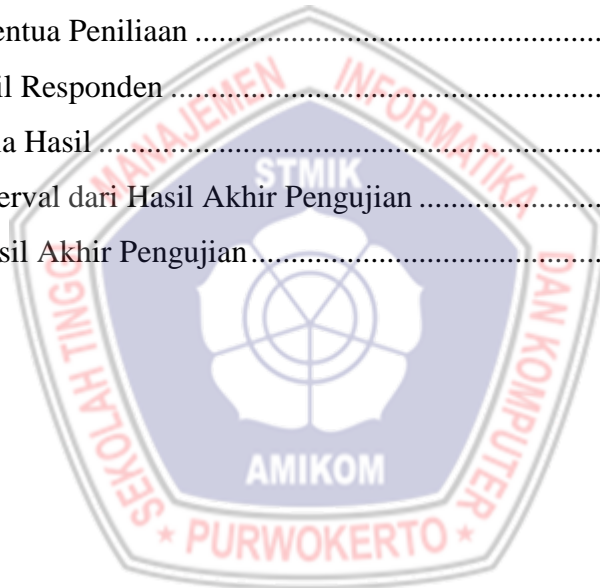 entua Peniliaan ..........................................
il Responden ............................................
a Hasil ......................................................
erval dari Hasil Akhir Pengujian ...................
sil Akhir Pengujian .....................................
SEKOLAH TINGGI MANAJEMEN INFORMATIKA DAN KOMPUTER
STMIK
AMIKOM
* PURWOKERTO *